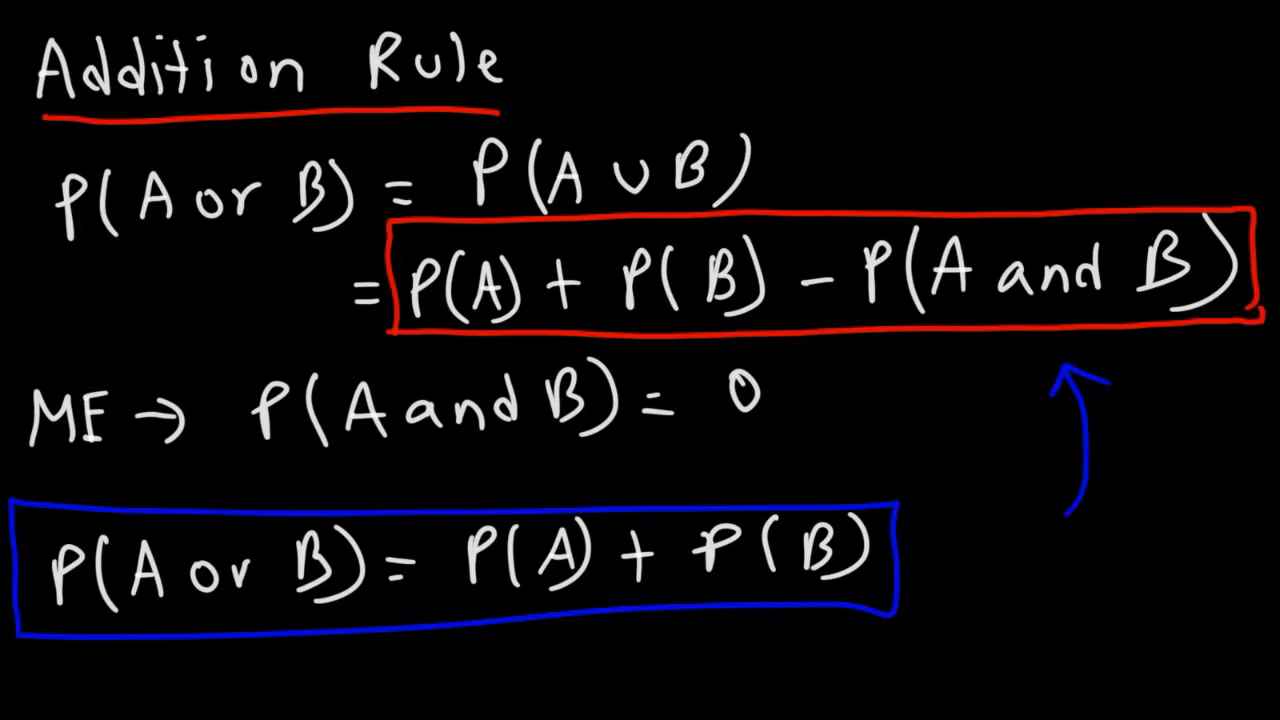 Addition Rule
P(A or B) = P(A ∪ B)
= P(A) + P(B) - P(A and B)
ME → P(A and B) = 0
P(A or B) = P(A) + P(B)